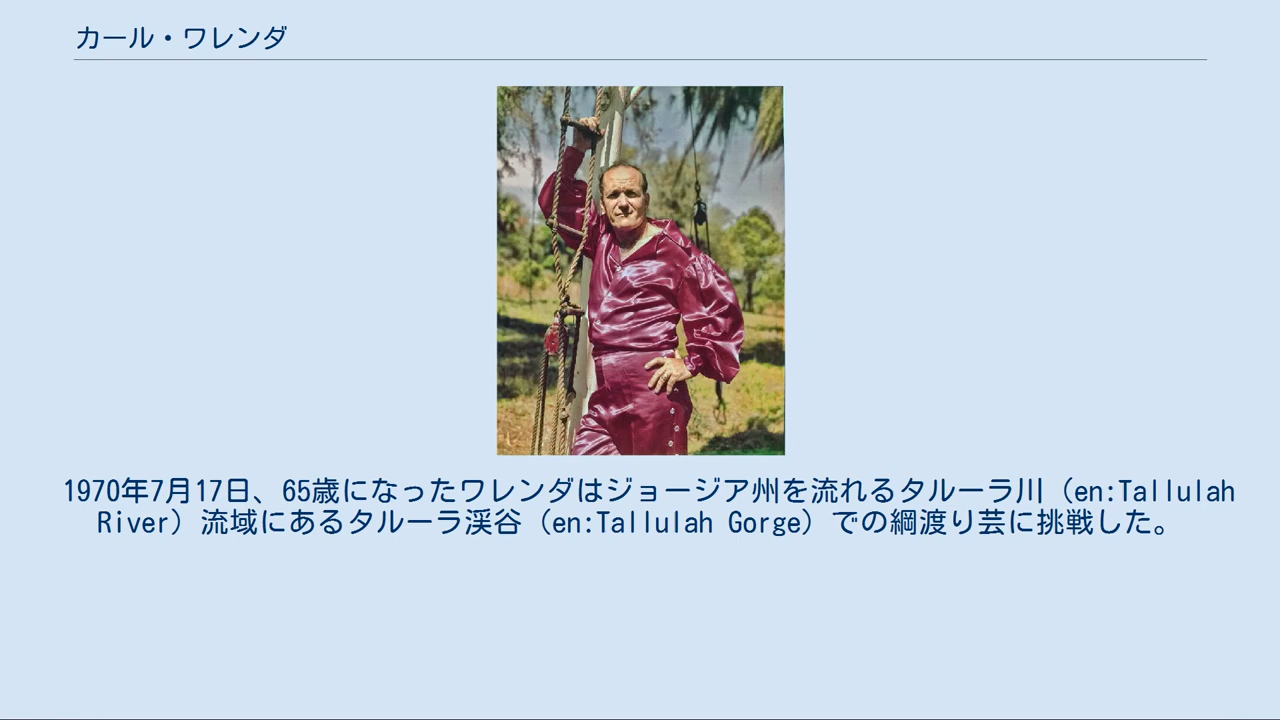 カール・ワレンダ
1970年7月17日、65歳になったワレンダはジョージア州を流れるタルーラ川（en:Tallulah
River）流域にあるタルーラ渓谷（en:Tallulah Gorge）での綱渡り芸に挑戦した。